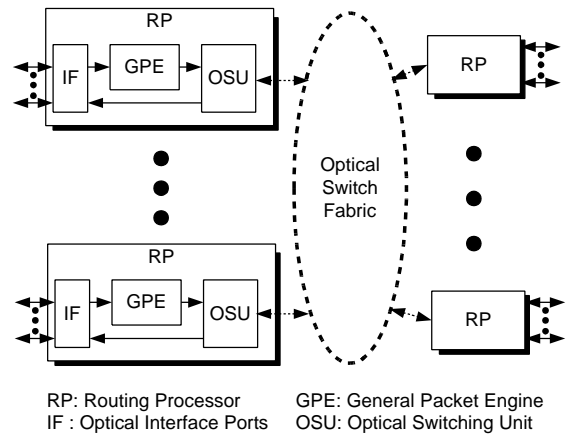 RP
GPE
IF
OSU
RP
Optical
Switch
Fabric
RP
GPE
IF
OSU
RP
RP: Routing Processor
GPE: General Packet Engine
IF : Optical Interface Ports
OSU: Optical Switching Unit